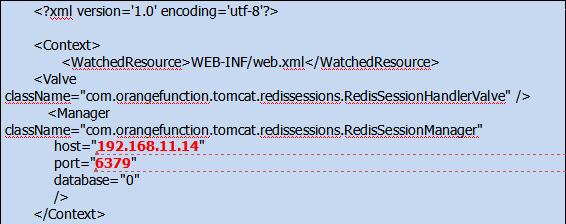 <?xml version='1.0' encoding='utf-8'?>
<Context>
<WatchedResource>WEB-INF/web.xml</WatchedResource>
<Valve
className="com.orangefunction.tomcat.redissessions.RedisSessionHandlerValve" />
<Manager
className="com.orangefunction.tomcat.redissessions.RedisSessionManager"
host="192.168.11.14"
port="6379"
database="0"
/>
</Context>